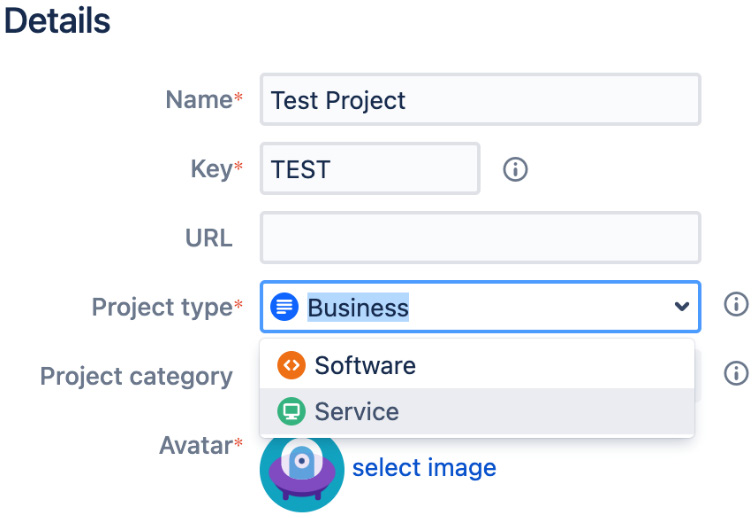 Details
Name* Test Project
Key* TEST
URL
Project type* Business
Software
Project category
Service
Avatar*
select image